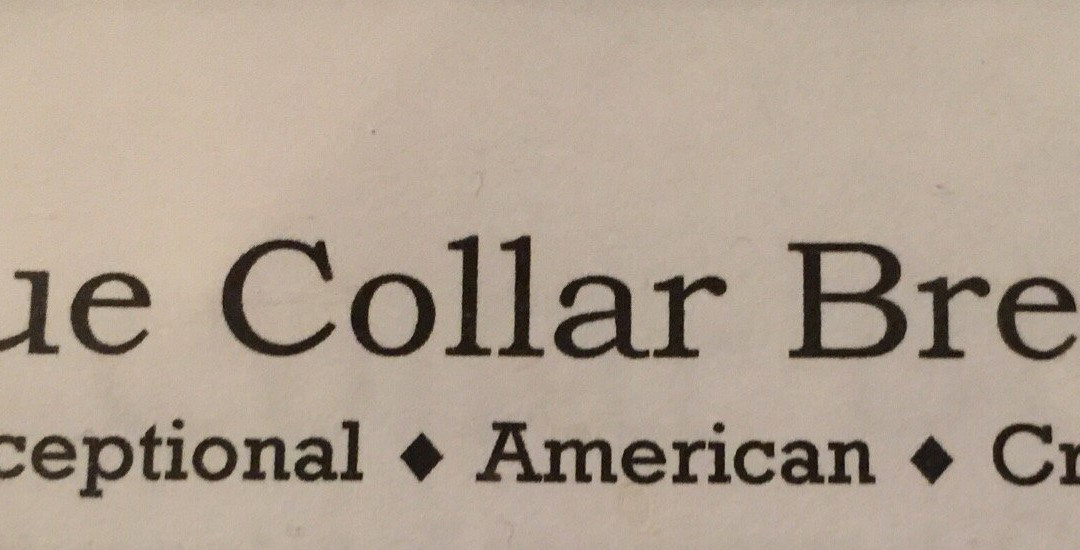 ue Collar Bre
ceptional ♦ American ♦ Cr